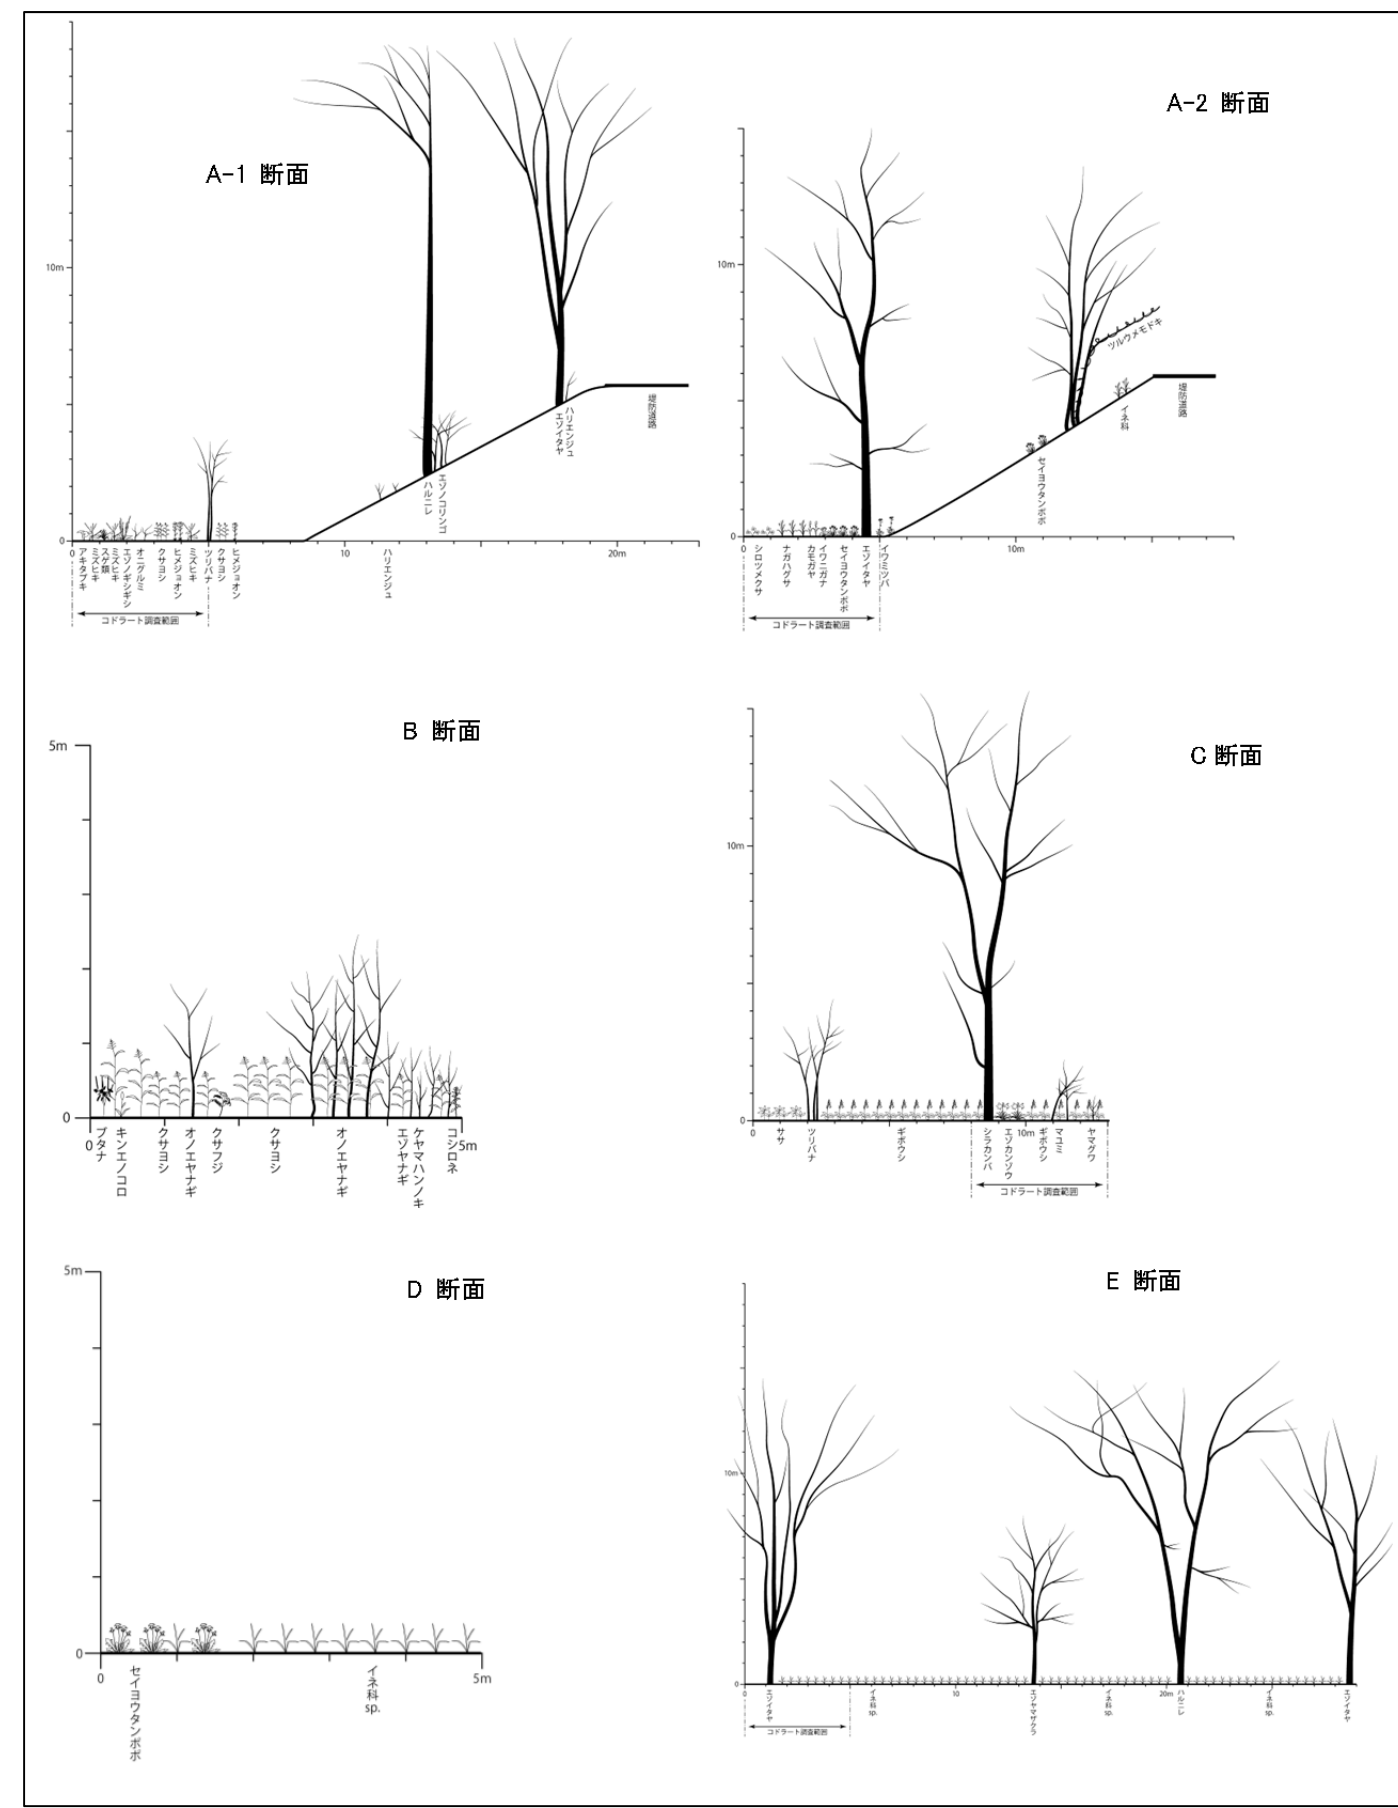 A-1 断面
10m
0
0
10
20m
アキタブキ
ミズヒキ
スゲ類
ミズヒキ
エゾノギシギシ
オニグルミ
クサヨシ
ヒメジョオン
ミズヒキ
ツリバナ
クサヨシ
ヒメジョオン
ハリエンジュ
ハルニレ
エゾノコリンゴ
エゾイタヤ
ハリエンジュ
堤防道路
コドラート調査範囲
A-2 断面
10m
0
0
10m
シロツメクサ
ナガハグサ
カモガヤ
イワニガナ
セイヨウタンポポ
エゾイタヤ
イワミツバ
セイヨウタンポポ
ツルウメモドキ
イネ科
堤防道路
コドラート調査範囲
B 断面
5m
0
0
5m
ブタナ
キンエノコロ
クサヨシ
オノエヤナギ
クサフジ
クサヨシ
オノエヤナギ
エゾヤナギ
ケヤマハンノキ
コシロネ
C 断面
10m
0
0
10m
ササ
ツリバナ
ギボウシ
シラカンバ
エゾカンゾウ
ギボウシ
マユミ
ヤマグワ
コドラート調査範囲
D 断面
5m
0
0
5m
セイヨウタンポポ
イネ科sp.
E 断面
10m
0
0
10
20m
エゾイタヤ
イネ科sp.
エゾヤマザクラ
イネ科sp.
ハルニレ
イネ科sp.
エゾイタヤ
コドラート調査範囲